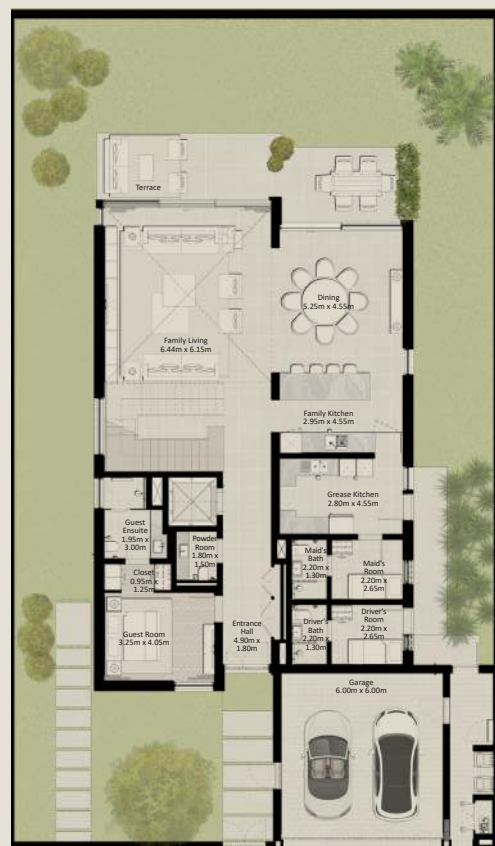 Terrace
Dining
5.25m x 4.55m
Family Living
6.44m x 6.15m
Family Kitchen
2.95m x 4.55m
Grease Kitchen
2.80m x 4.55m
Guest
Ensuite
1.95m x
3.00m
Powder
Room
1.80m x
1.50m
Maid's
Bath
2.20m x
1.30m
Maid's
Room
2.20m x
2.65m
Closet
0.95m x
1.25m
Guest Room
3.25m x 4.05m
Entrance
Hall
4.90m x
1.80m
Driver's
Bath
2.20m x
1.30m
Driver's
Room
2.20m x
2.65m
Garage
6.00m x 6.00m